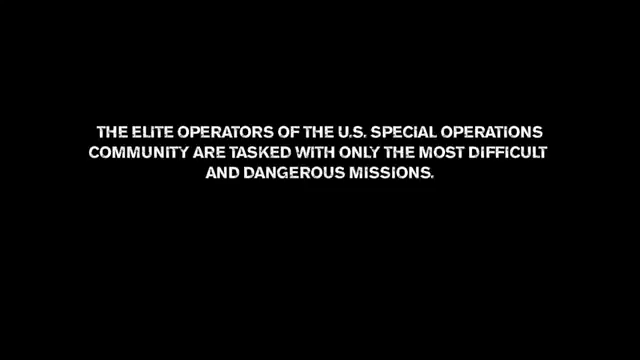 THE ELITE OPERATORS OF THE U.S. SPECIAL OPERATIONS
COMMUNITY ARE TASKED WITH ONLY THE MOST DIFFICULT
AND DANGEROUS MISSIONS.